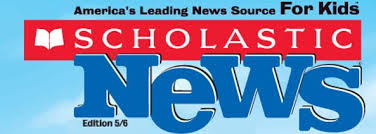 America's Leading News Source For Kids
SCHOLASTIC
News
Edition 5/6